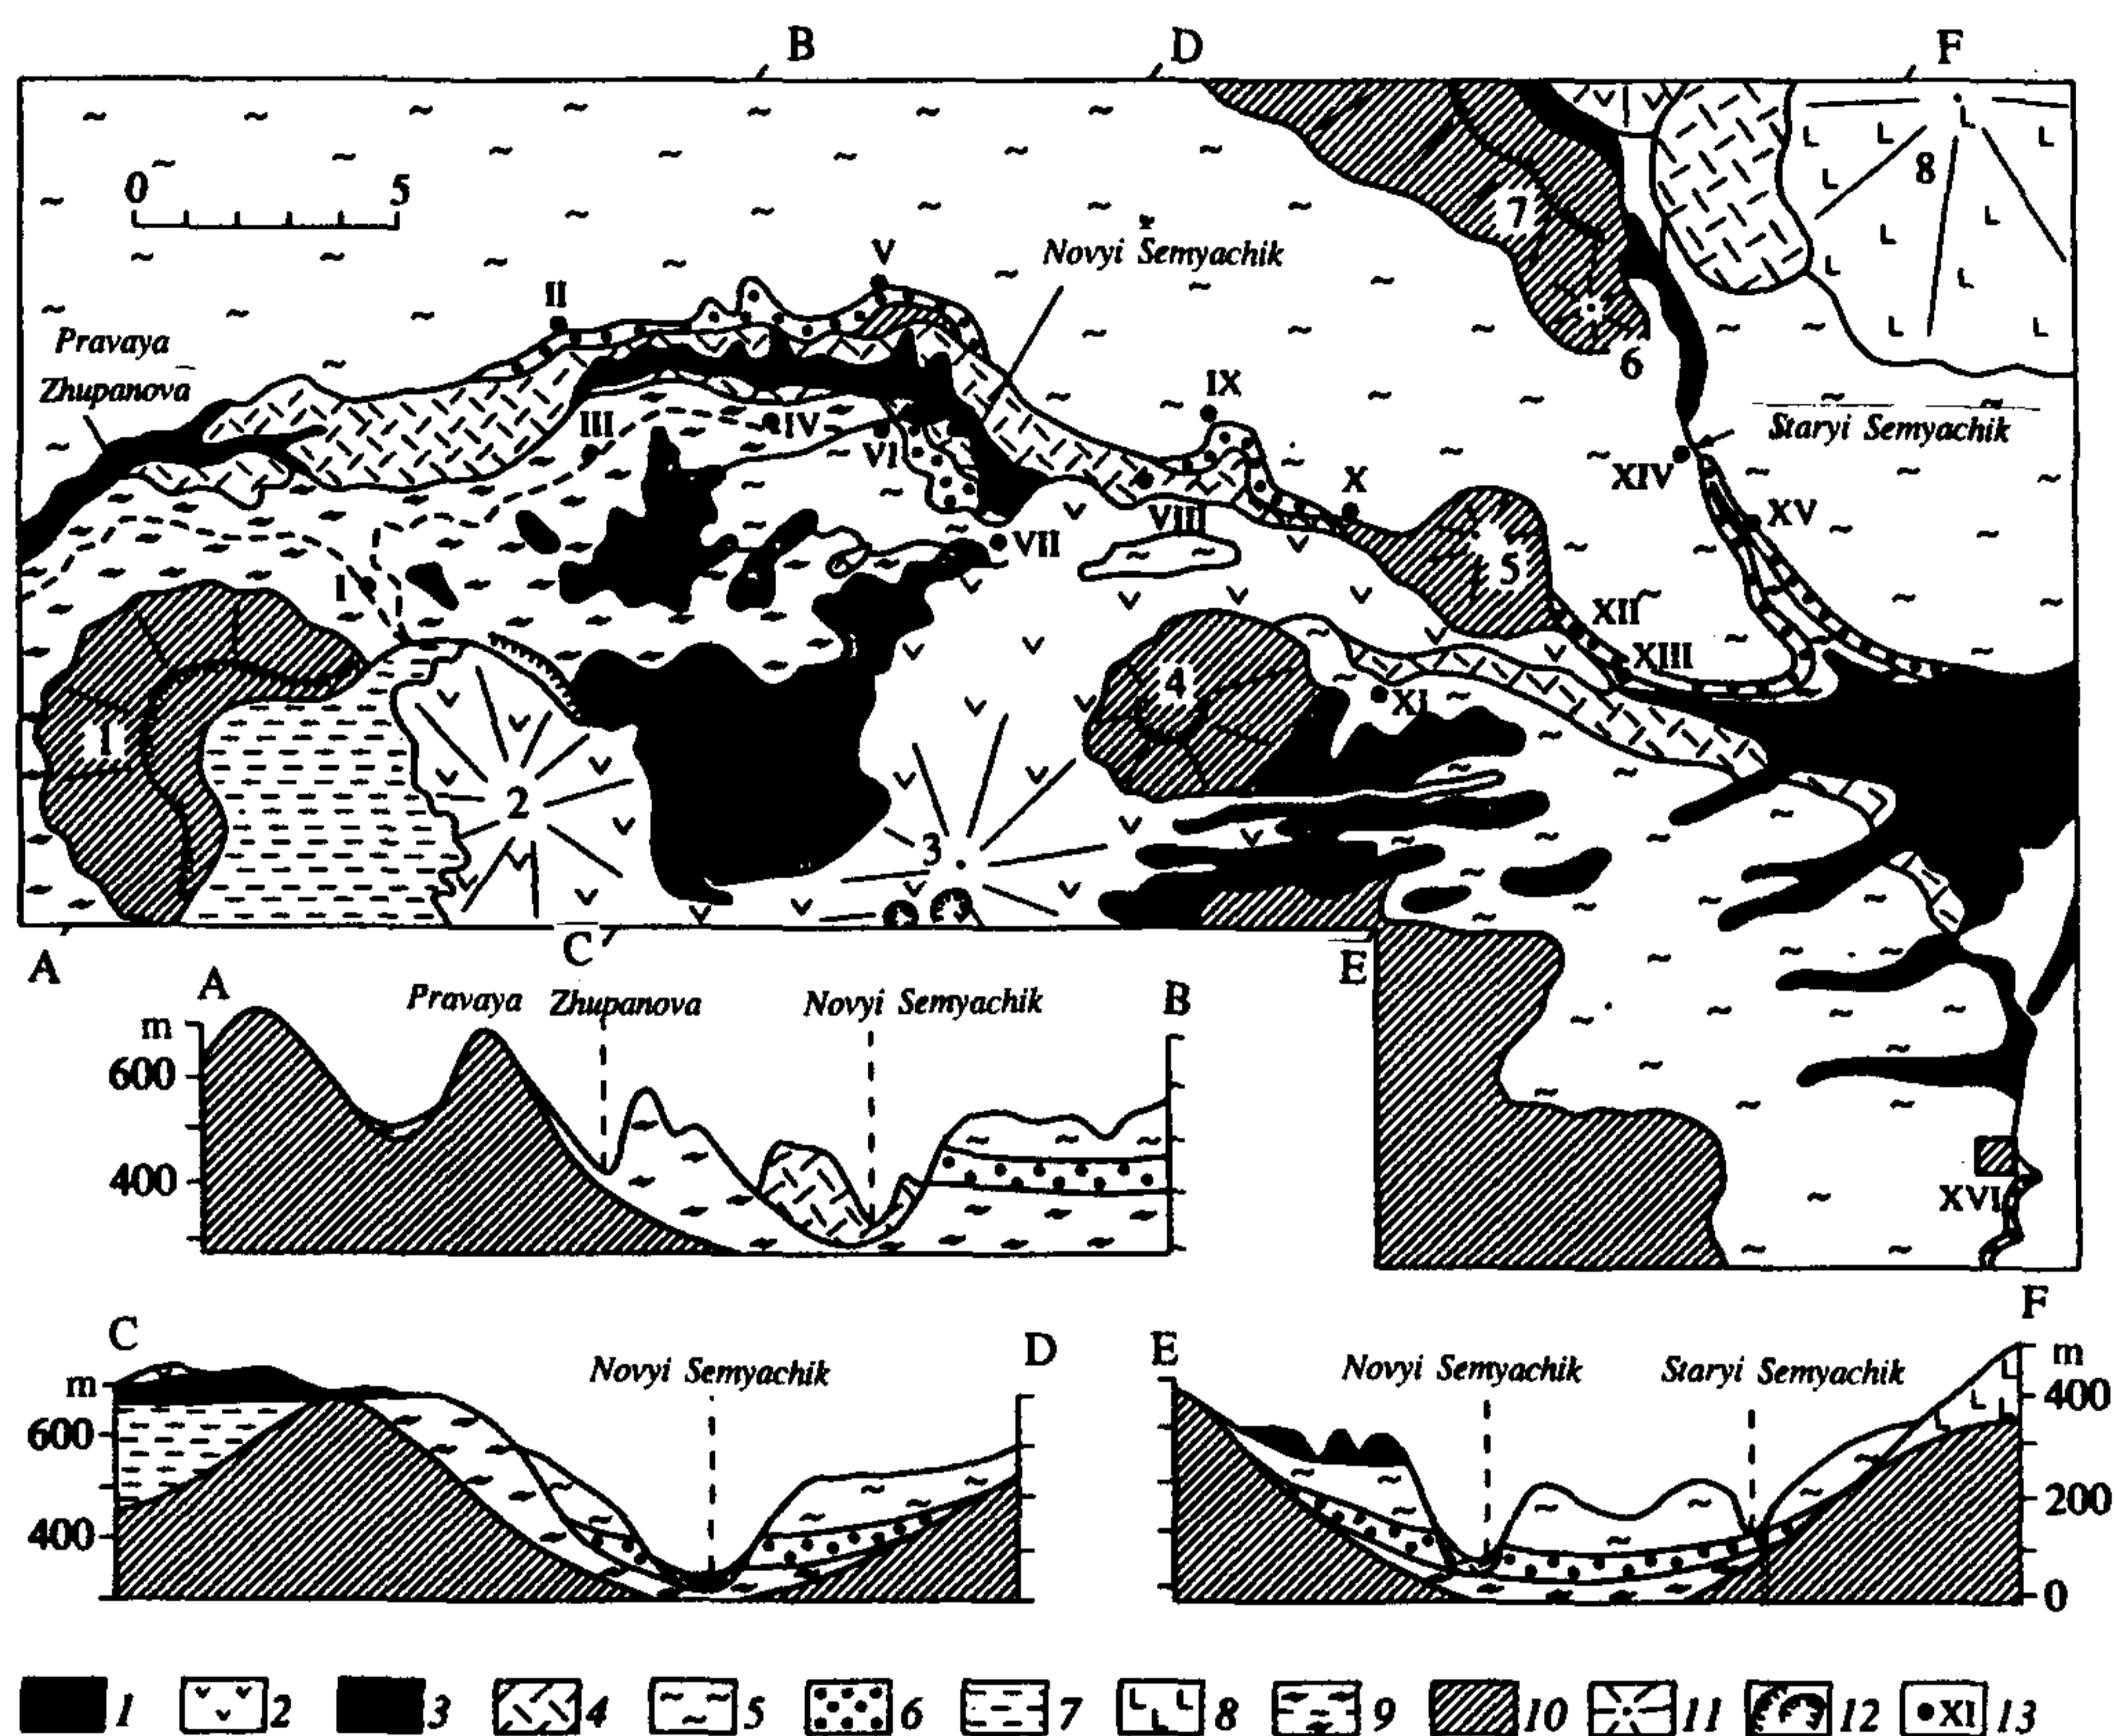 B D F
0 5
8
7
V
Novyi Semyachik
II
Pravaya
Zhupanova
6
IX
III
IV
VI
Staryi Semyachik
XIV
X
XV
VIII
VII
5
I
XII
XIII
4
XI
1
2
3
A C E
XVI
A Pravaya Zhupanova Novyi Semyachik B
m
600
400
C Novyi Semyachik D
m
600
400
E Novyi Semyachik Staryi Semyachik F
m
400
200
0
1 2 3 4 5 6 7 8 9 10 11 12 XI 13